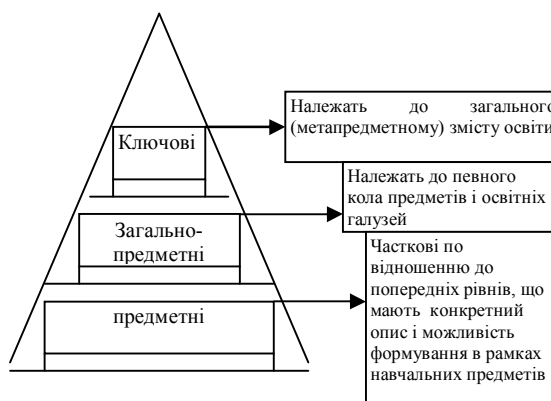 Ключові
Належать до загального
(метапредметному) змісту освіти
Загально-
предметні
Належать до певного
кола предметів і освітніх
галузей
предметні
Часткові по
відношенню до
попередніх рівнів, що
мають конкретний
опис і можливість
формування в рамках
навчальних предметів